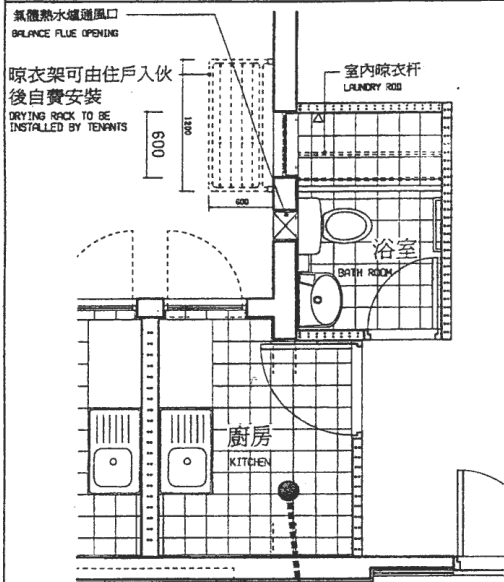 氣體熱水爐通風口
BALANCE FLUE OPENING
晾衣架可由住戶入伙
後自費安裝
DRYING RACK TO BE
INSTALLED BY TENANTS
609
1200
600
室內晾衣杆
LAUNDRY ROD
浴室
BATH ROOM
廚房
KITCHEN